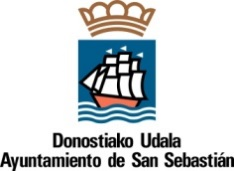 Donostiako Udala
Ayuntamiento de San Sebastián